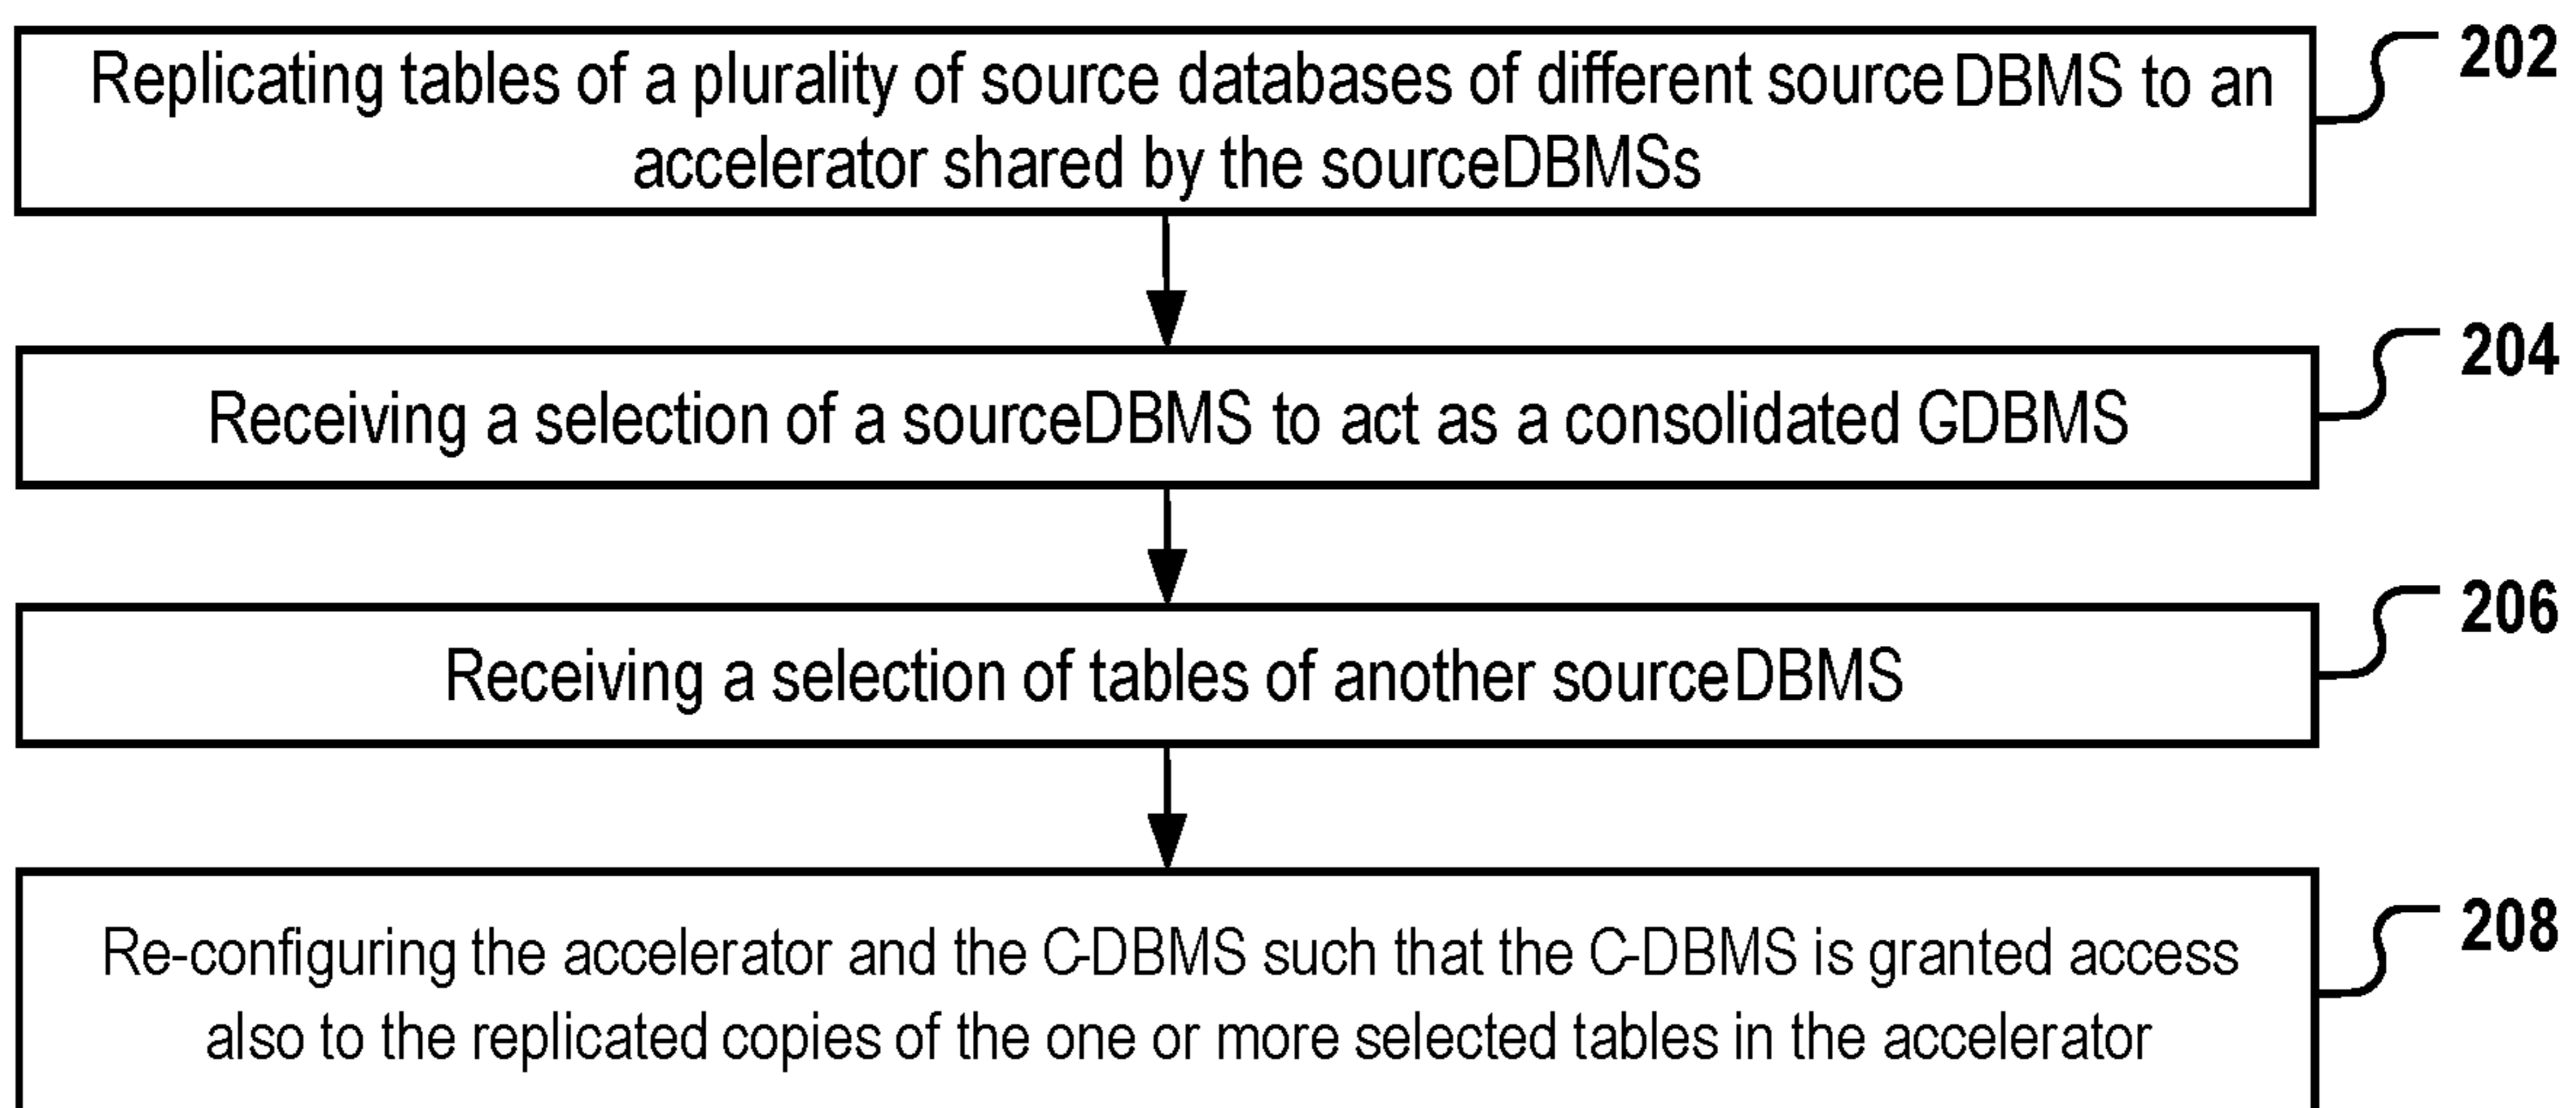 Replicating tables of a plurality of source databases of different source DBMS to an
accelerator shared by the sourceDBMSs
202
Receiving a selection of a sourceDBMS to act as a consolidated GDBMS
204
Receiving a selection of tables of another sourceDBMS
206
Re-configuring the accelerator and the C-DBMS such that the C-DBMS is granted access
also to the replicated copies of the one or more selected tables in the accelerator
208